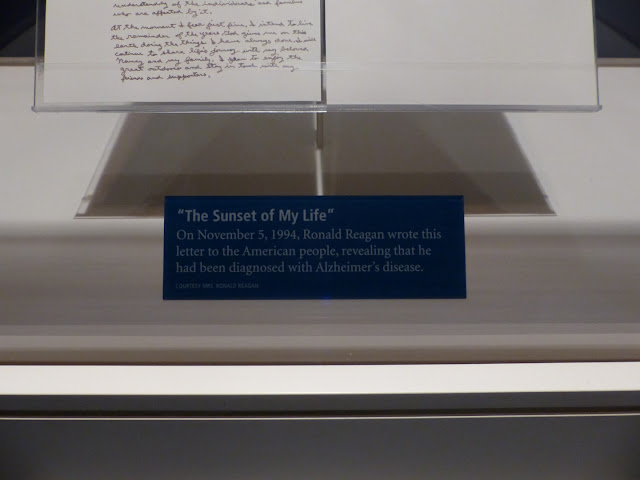 understanding of the individuals and families
who are affected by it.
At the moment I feel just fine. I intend to live
the remainder of the years God gives me on this
earth doing the things I have always done. I will
continue to share life's journey with my beloved
Nancy and my family. I plan to enjoy the
great outdoors and stay in touch with my
friends and supporters.
"The Sunset of My Life"
On November 5, 1994, Ronald Reagan wrote this
letter to the American people, revealing that he
had been diagnosed with Alzheimer's disease.
COURTESY MRS. RONALD REAGAN